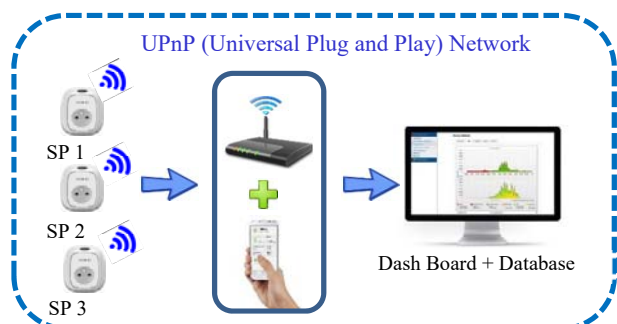 UPnP (Universal Plug and Play) Network
SP 1
SP 2
SP 3
Dash Board + Database